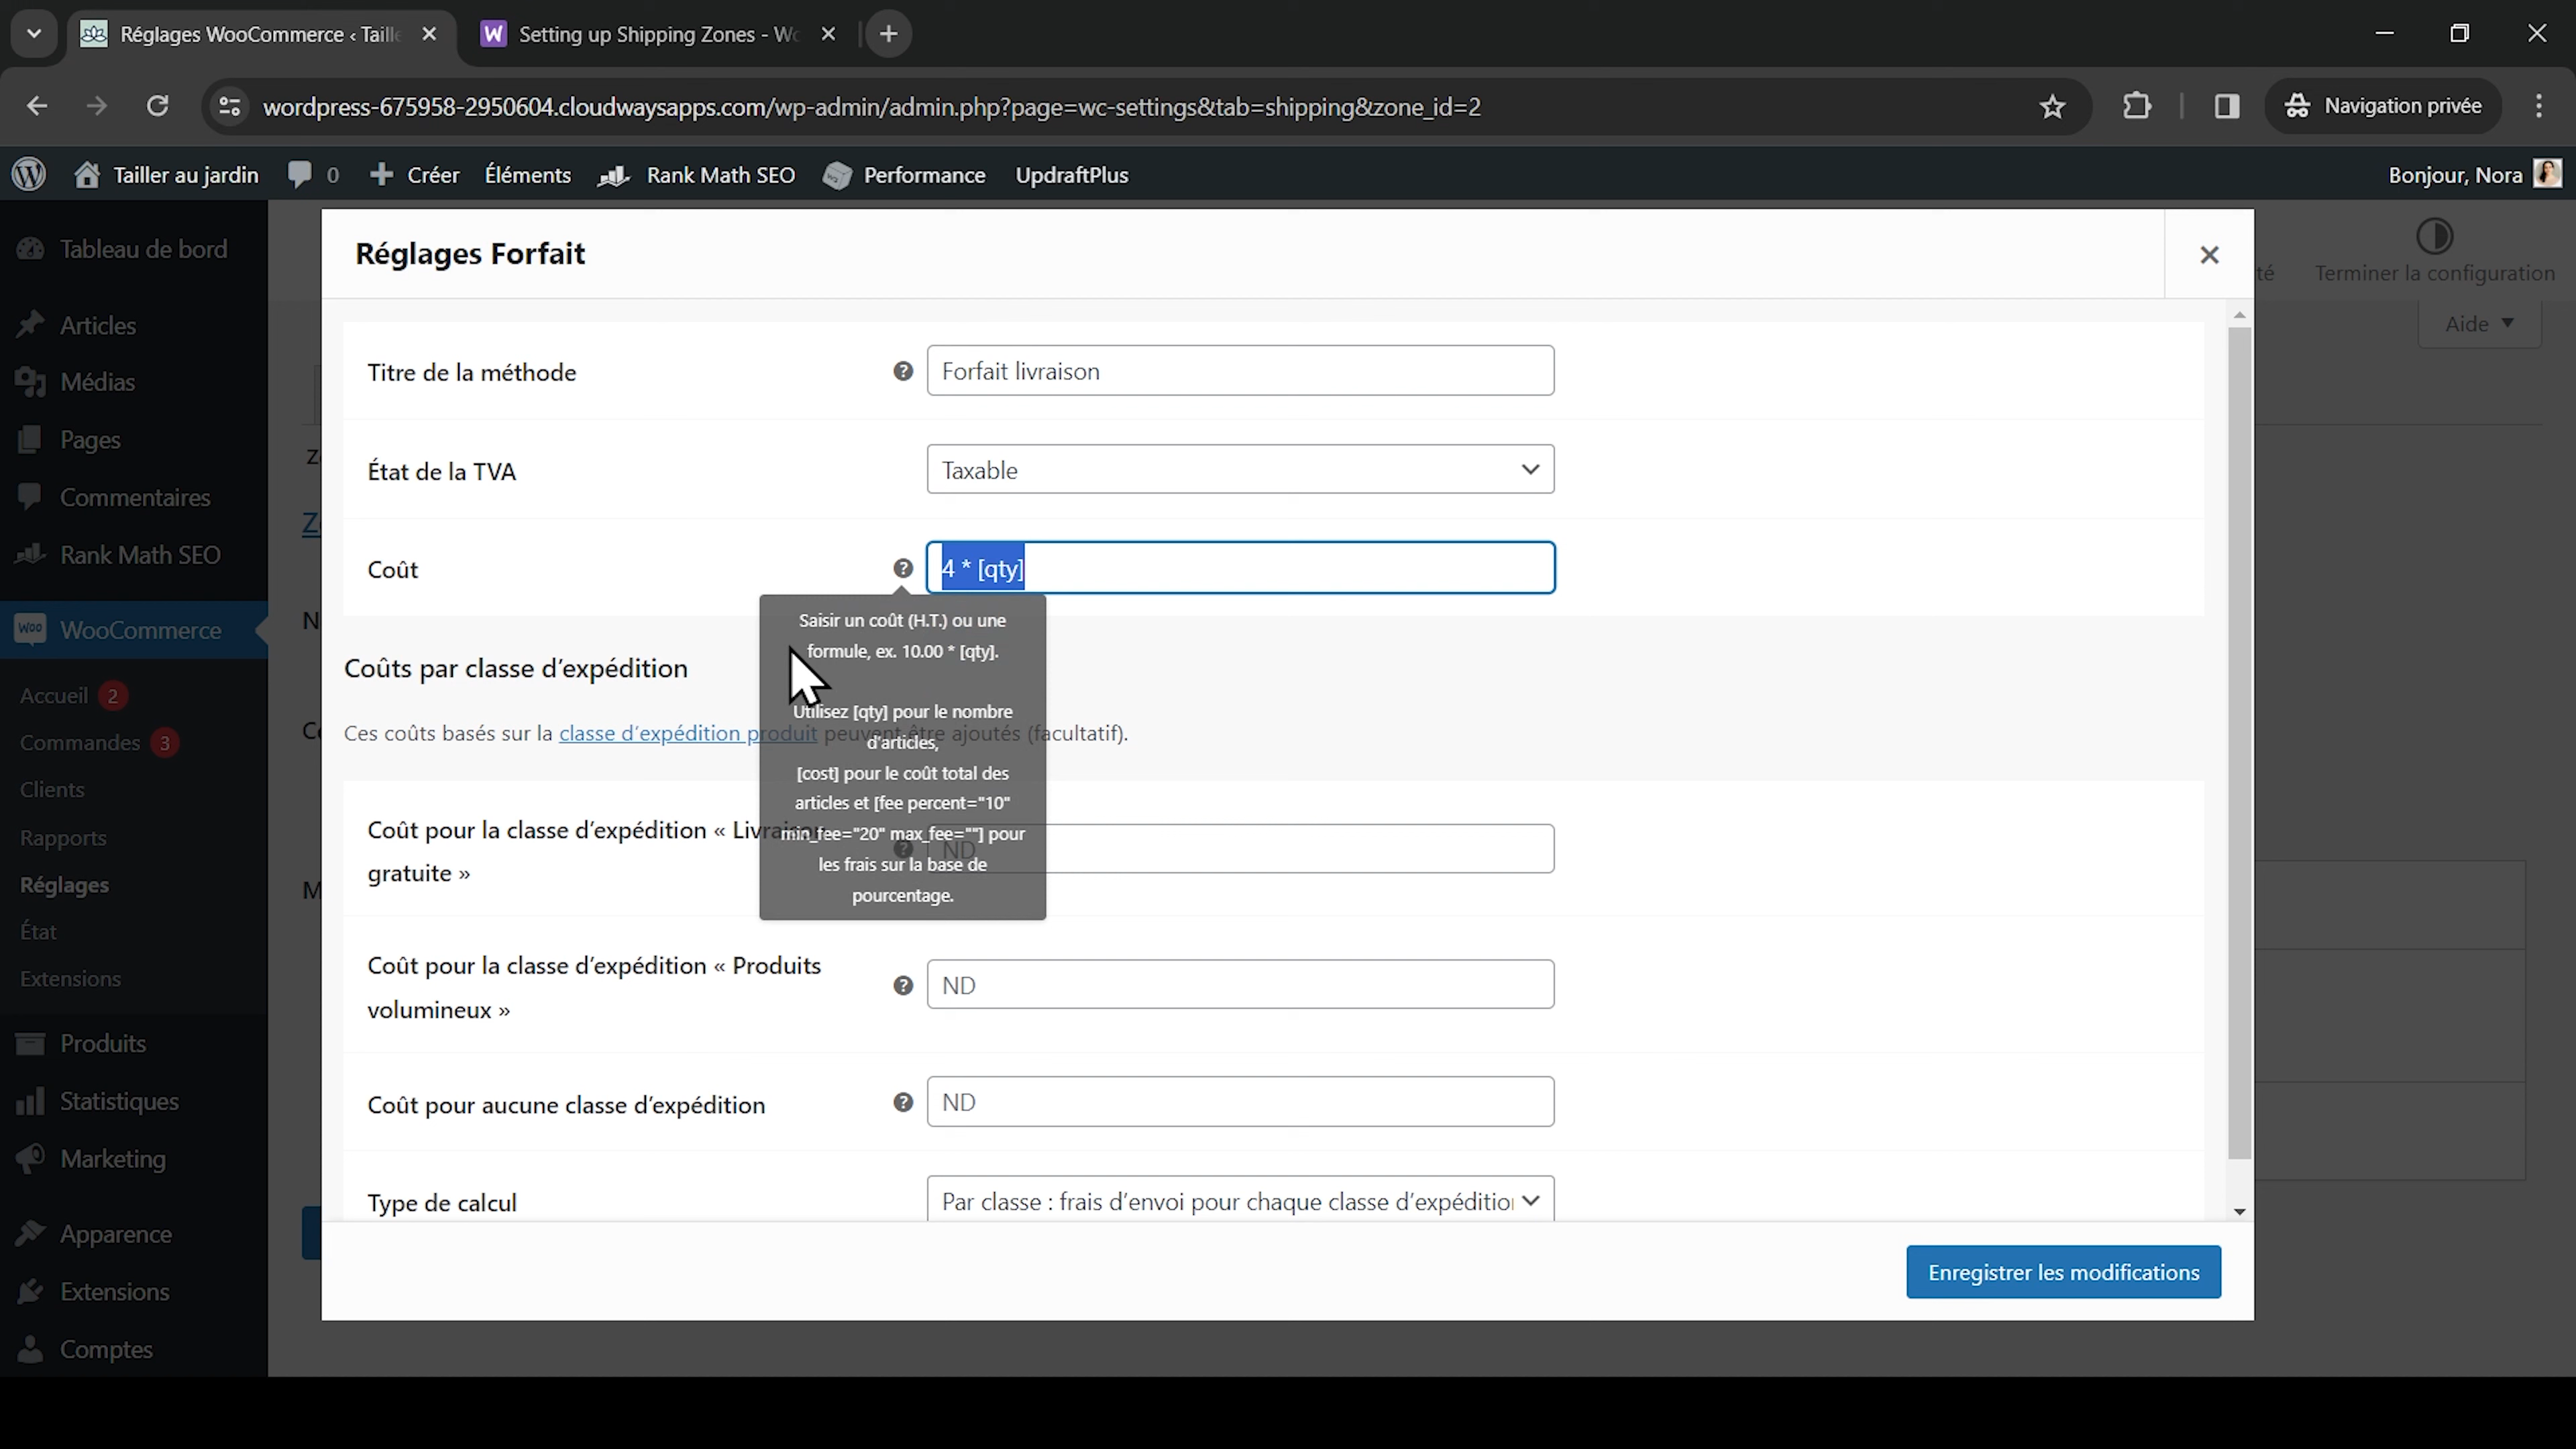 Réglages WooCommerce ‹ Taille
Setting up Shipping Zones - Wo
wordpress-675958-2950604.cloudwaysapps.com/wp-admin/admin.php?page=wc-settings&tab=shipping&zone_id=2
Navigation privée
Tailler au jardin
0
Créer
Éléments
Rank Math SEO
Performance
UpdraftPlus
Bonjour, Nora
Tableau de bord
Articles
Médias
Pages
Commentaires
Rank Math SEO
Woo WooCommerce
Accueil 2
Commandes 3
Clients
Rapports
Réglages
État
Extensions
Produits
Statistiques
Marketing
Apparence
Extensions
Comptes
té
Terminer la configuration
Aide
Réglages Forfait
Titre de la méthode
Forfait livraison
État de la TVA
Taxable
Coût
4 * [qty]
Saisir un coût (H.T.) ou une
formule, ex. 10.00 * [qty].
Utilisez [qty] pour le nombre
d'articles,
[cost] pour le coût total des
articles et [fee percent="10"
min_fee="20" max_fee=""] pour
les frais sur la base de
pourcentage.
Coûts par classe d'expédition
Ces coûts basés sur la classe d'expédition produit peuvent être ajoutés (facultatif).
Coût pour la classe d'expédition « Livraison
gratuite »
ND
Coût pour la classe d'expédition « Produits
volumineux »
ND
Coût pour aucune classe d'expédition
ND
Type de calcul
Par classe : frais d'envoi pour chaque classe d'expédition
Enregistrer les modifications